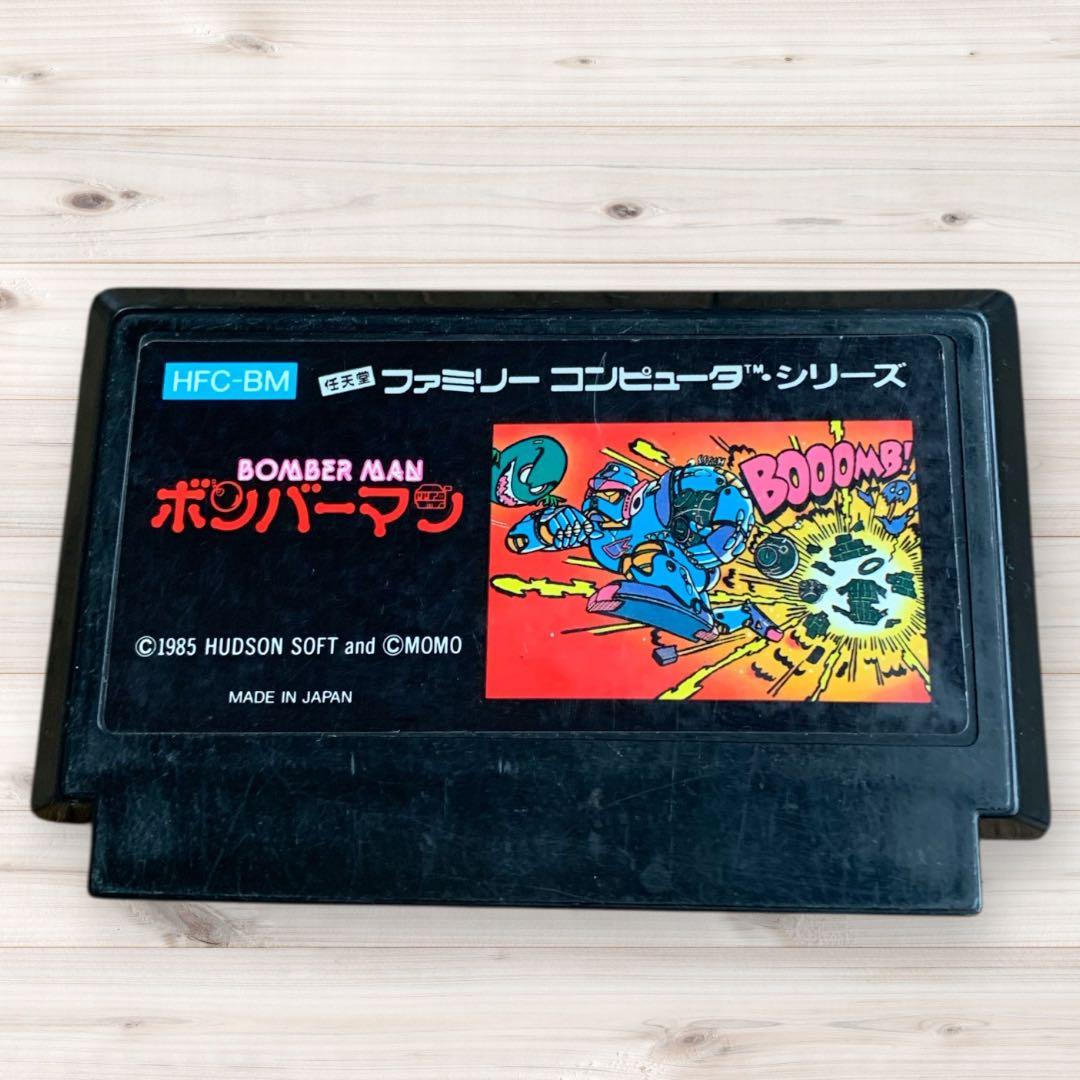 HFC-BM 任天堂 ファミリー コンピュータ™・シリーズ
BOMBER MAN
ボンバーマン
BOOOMB!
©1985 HUDSON SOFT and ©MOMO
MADE IN JAPAN